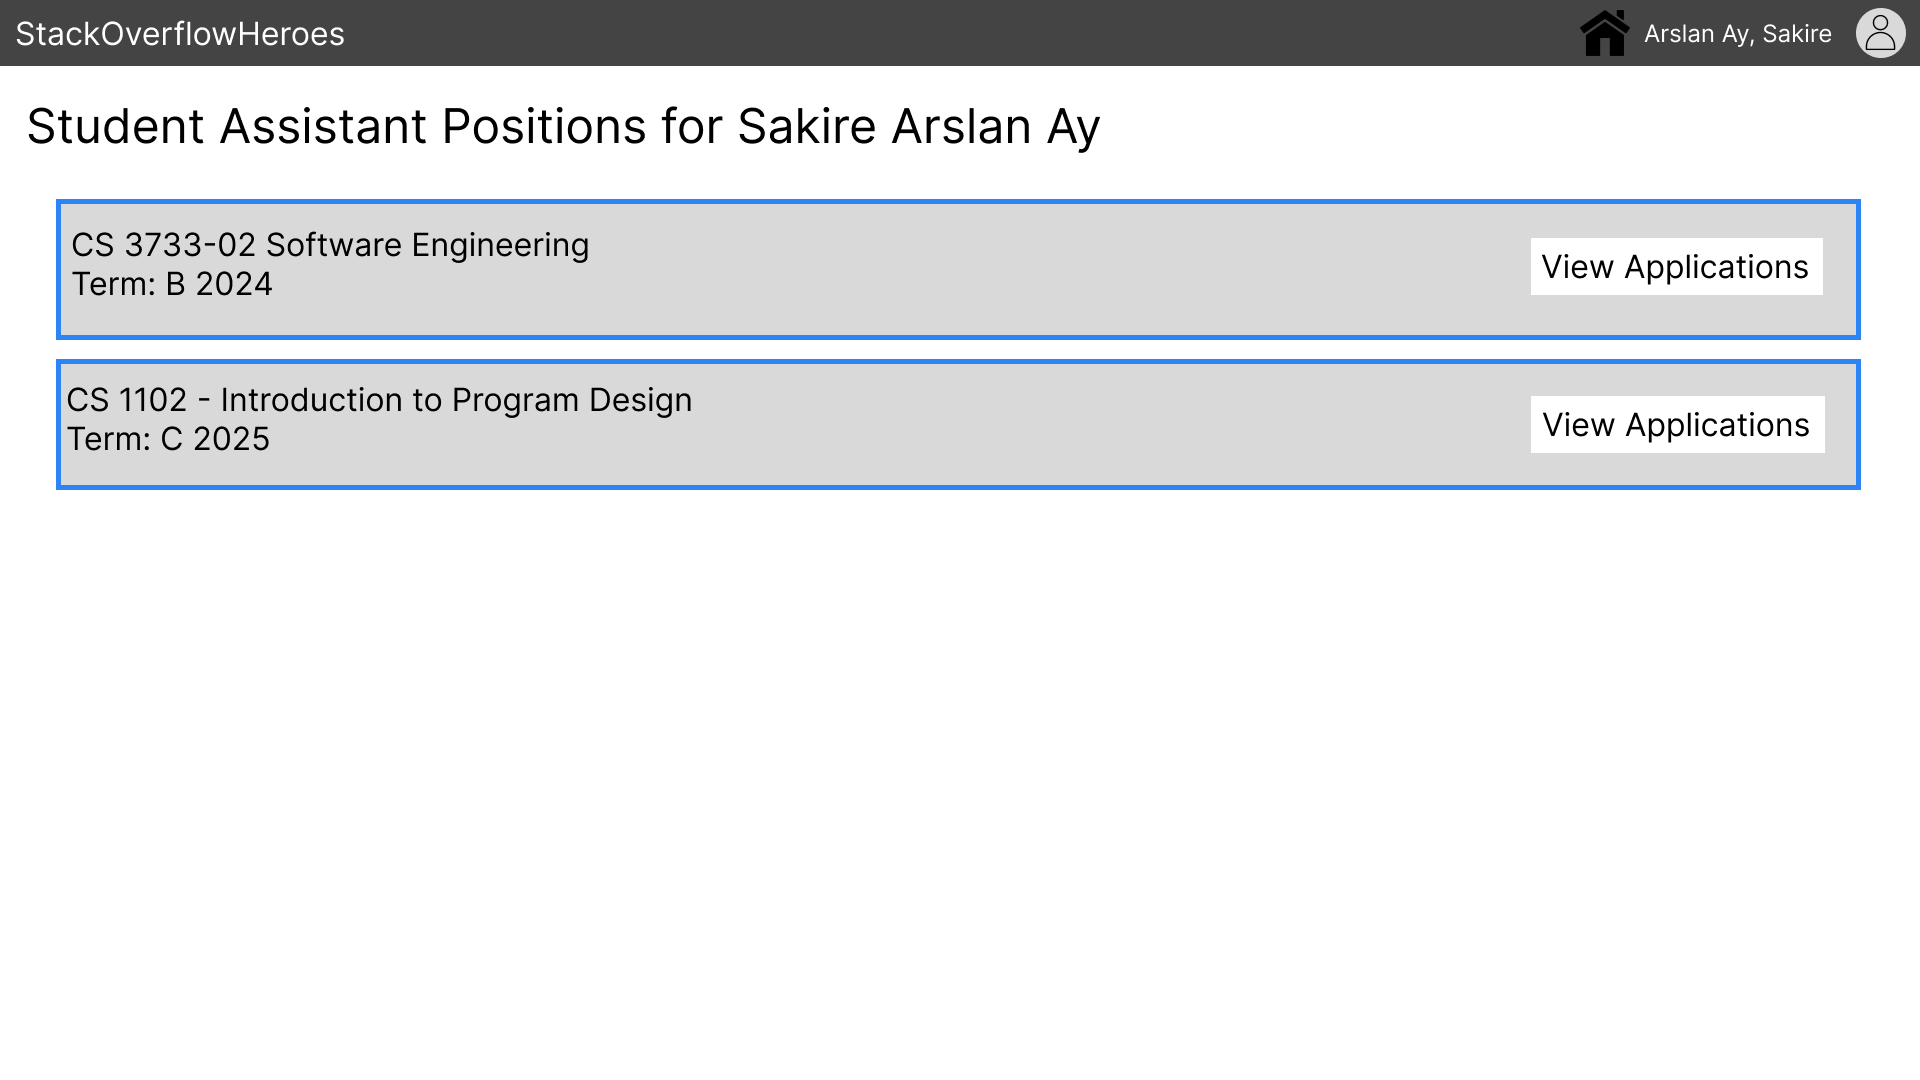 StackOverflowHeroes
Arslan Ay, Sakire
Student Assistant Positions for Sakire Arslan Ay
CS 3733-02 Software Engineering
Term: B 2024
View Applications
CS 1102 - Introduction to Program Design
Term: C 2025
View Applications